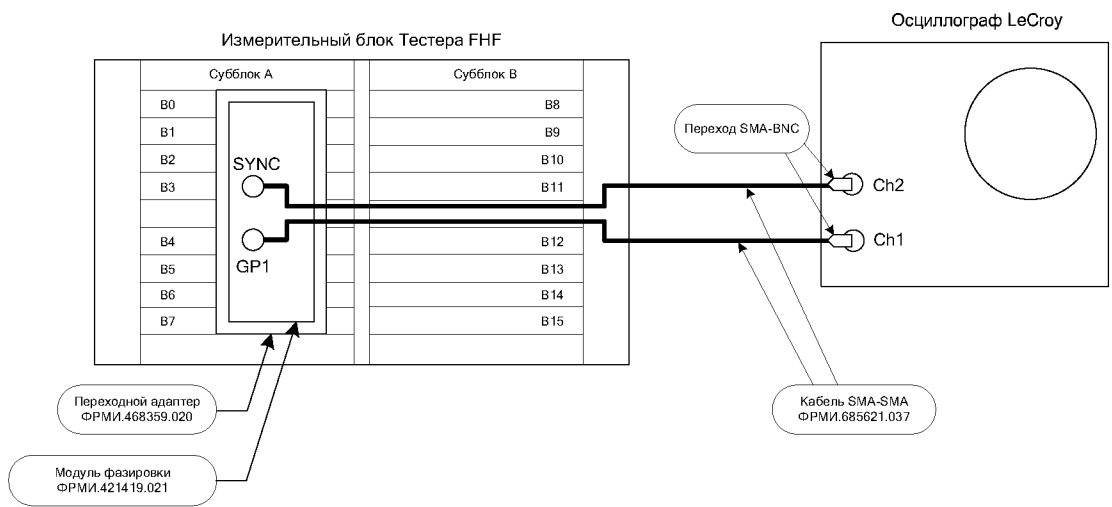 Осциллограф LeCroy
Измерительный блок Тестера FHF
Субблок А
Субблок В
B0
B8
B1
B9
B2
B10
B3
B11
B4
B12
B5
B13
B6
B14
B7
B15
SYNC
GP1
Переход SMA-BNC
Ch2
Ch1
Переходной адаптер
ФРМИ.468359.020
Кабель SMA-SMA
ФРМИ.685621.037
Модуль фазировки
ФРМИ.421419.021